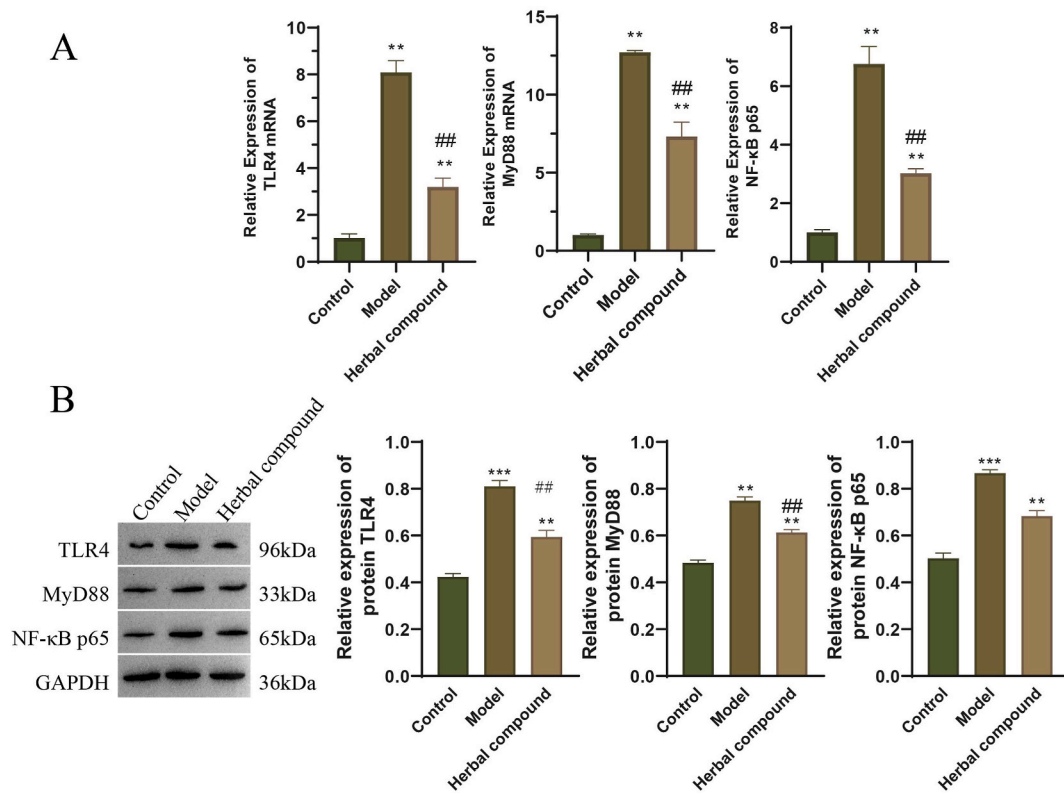 A
Relative Expression of
TLR4 mRNA
10
8
6
4
2
0
**
##
**
Control
Model
Herbal compound
Relative Expression of
MyD88 mRNA
15
10
5
0
**
##
**
Control
Model
Herbal compound
Relative Expression of
NF-κB p65
8
6
4
2
0
**
##
**
Control
Model
Herbal compound
B
Control
Model
Herbal compound
TLR4 96kDa
MyD88 33kDa
NF-κB p65 65kDa
GAPDH 36kDa
Relative expression of
protein TLR4
1.0
0.8
0.6
0.4
0.2
0.0
***
##
**
Control
Model
Herbal compound
Relative expression of
protein MyD88
1.0
0.8
0.6
0.4
0.2
0.0
**
##
**
Control
Model
Herbal compound
Relative expression of
protein NF-κB p65
1.0
0.8
0.6
0.4
0.2
0.0
***
**
Control
Model
Herbal compound